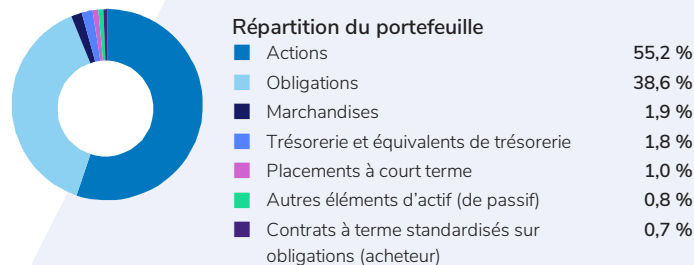 Répartition du portefeuille
Actions 55,2 %
Obligations 38,6 %
Marchandises 1,9 %
Trésorerie et équivalents de trésorerie 1,8 %
Placements à court terme 1,0 %
Autres éléments d’actif (de passif) 0,8 %
Contrats à terme standardisés sur 0,7 %
obligations (acheteur)